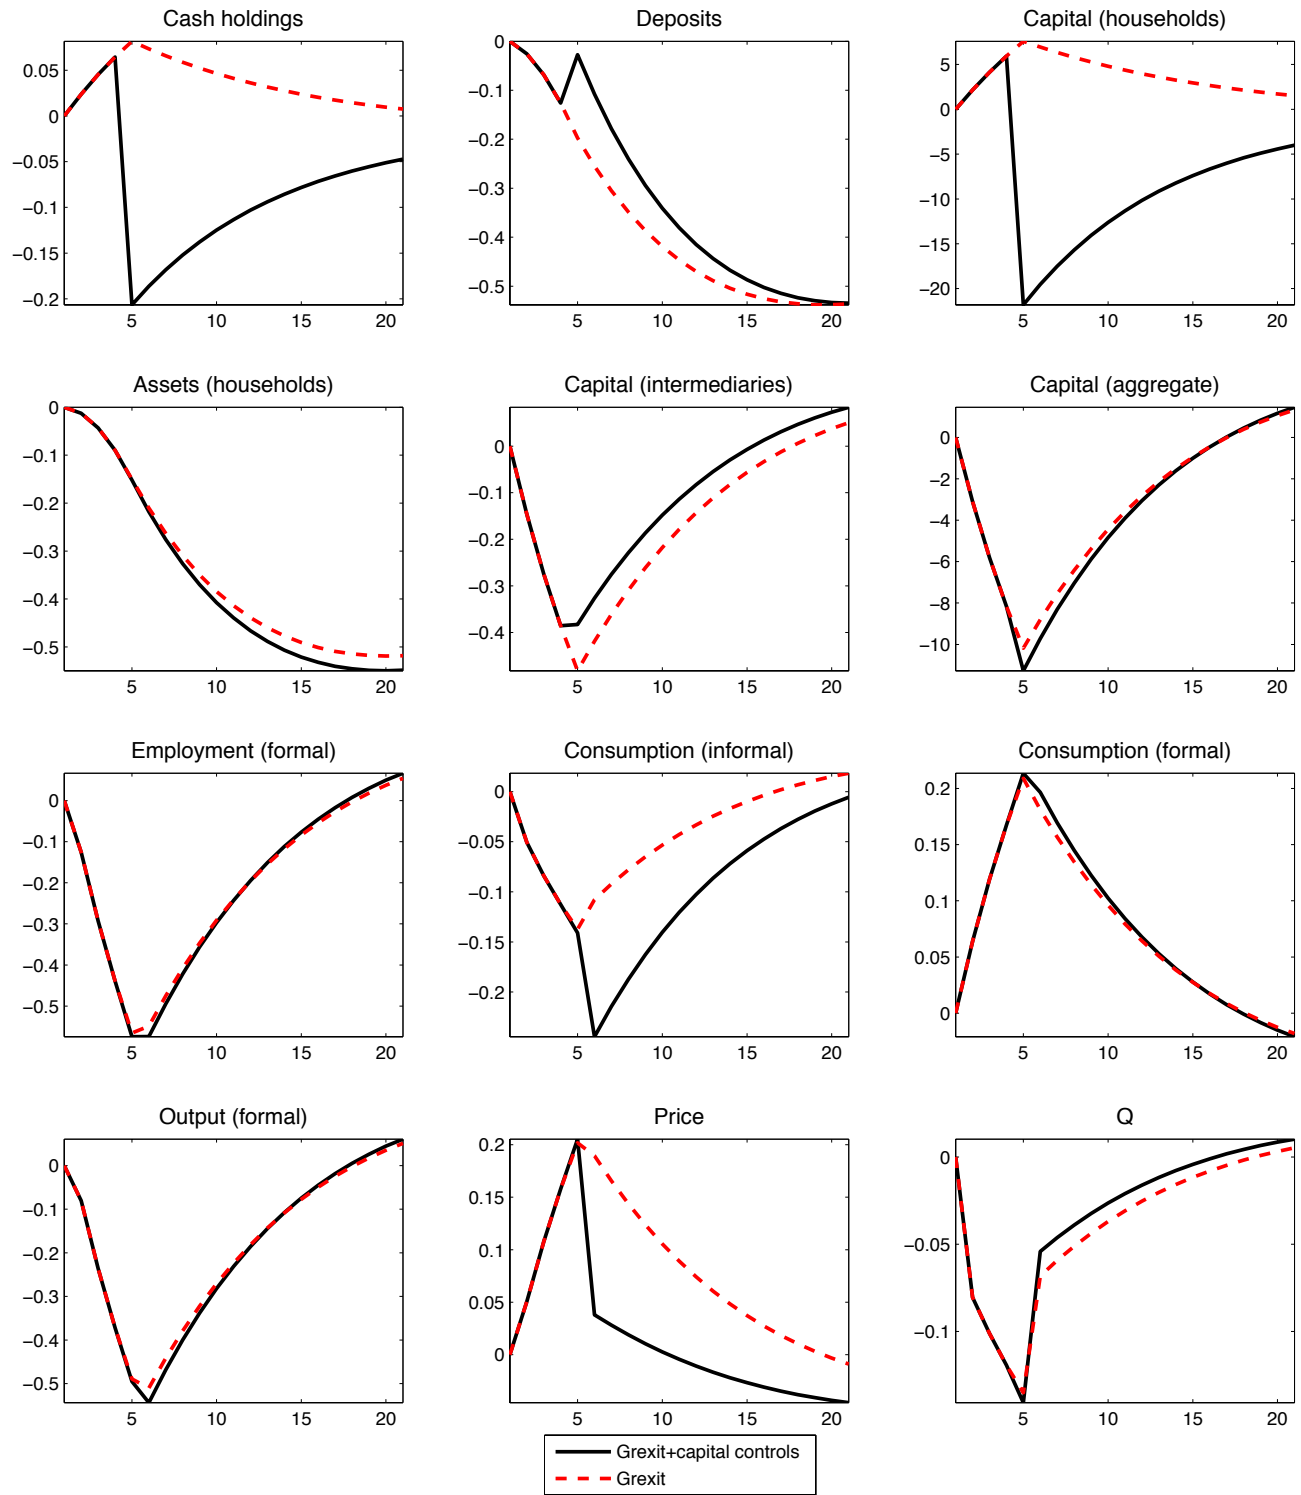 Cash holdings
0.05
0
−0.05
−0.1
−0.15
−0.2
5 10 15 20
Deposits
0
−0.1
−0.2
−0.3
−0.4
−0.5
5 10 15 20
Capital (households)
5
0
−5
−10
−15
−20
5 10 15 20
Assets (households)
0
−0.1
−0.2
−0.3
−0.4
−0.5
5 10 15 20
Capital (intermediaries)
0
−0.1
−0.2
−0.3
−0.4
5 10 15 20
Capital (aggregate)
0
−2
−4
−6
−8
−10
5 10 15 20
Employment (formal)
0
−0.1
−0.2
−0.3
−0.4
−0.5
5 10 15 20
Consumption (informal)
0
−0.05
−0.1
−0.15
−0.2
5 10 15 20
Consumption (formal)
0.2
0.15
0.1
0.05
0
5 10 15 20
Output (formal)
0
−0.1
−0.2
−0.3
−0.4
−0.5
5 10 15 20
Price
0.2
0.15
0.1
0.05
0
5 10 15 20
Q
0
−0.05
−0.1
5 10 15 20
Grexit+capital controls
Grexit